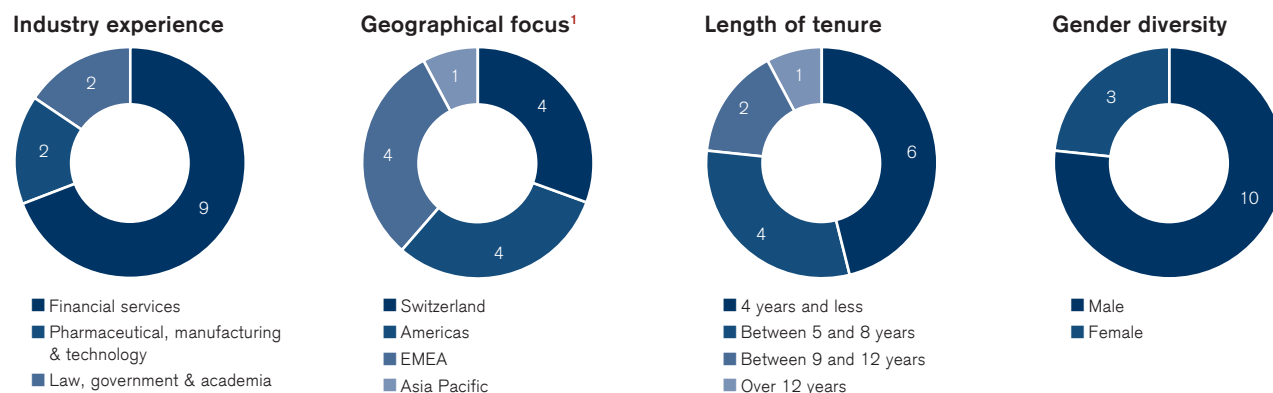 Industry experience
2
2
9
Financial services
Pharmaceutical, manufacturing
& technology
Law, government & academia
Geographical focus1
1
4
4
4
Switzerland
Americas
EMEA
Asia Pacific
Length of tenure
1
2
6
4
4 years and less
Between 5 and 8 years
Between 9 and 12 years
Over 12 years
Gender diversity
3
10
Male
Female